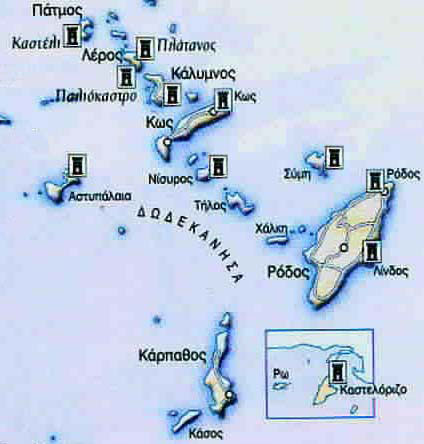 Πάτμος
Καστέλι
Πλάτανος
Λέρος
Κάλυμνος
Παλιόκαστρο
Κως
Κως
Σύμη
Ρόδος
Νίσυρος
Αστυπάλαια
Τήλος
ΔΩΔΕΚΑΝΗΣΑ
Χάλκη
Ρόδος
Λίνδος
Κάρπαθος
Ρω
Καστελόριζο
Κάσος